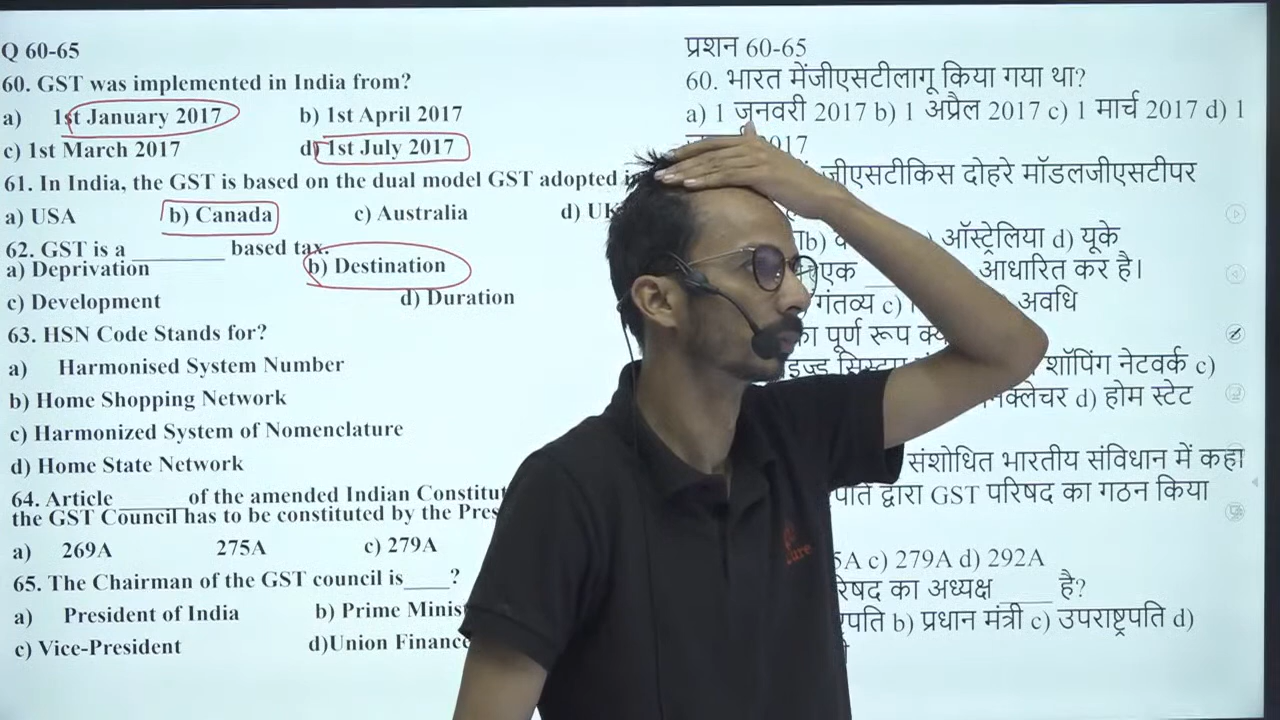 Q 60-65
60. GST was implemented in India from?
a) 1st January 2017 b) 1st April 2017
c) 1st March 2017 d) 1st July 2017
61. In India, the GST is based on the dual model GST adopted
a) USA b) Canada c) Australia d) UK
62. GST is a ________ based tax.
a) Deprivation b) Destination
c) Development d) Duration
63. HSN Code Stands for?
a) Harmonised System Number
b) Home Shopping Network
c) Harmonized System of Nomenclature
d) Home State Network
64. Article ______ of the amended Indian
the GST Council has to be constituted by the
a) 269A 275A c) 279A
65. The Chairman of the GST council is____?
a) President of India b) Prime
c) Vice-President d)Union
प्रशन 60-65
60. भारत मेंजीएसटीलागू किया गया था?
a) 1 जनवरी 2017 b) 1 अप्रैल 2017 c) 1 मार्च 2017 d) 1
2017
जीएसटीकिस दोहरे मॉडलजीएसटीपर
b) ऑस्ट्रेलिया d) यूके
एक ______ आधारित कर है।
गंतव्य c) अवधि
का पूर्ण रूप
शॉपिंग नेटवर्क c)
d) होम स्टेट
संशोधित भारतीय संविधान में कहा
द्वारा GST परिषद का गठन किया
c) 279A d) 292A
का अध्यक्ष ____ है?
b) प्रधान मंत्री c) उपराष्ट्रपति d)